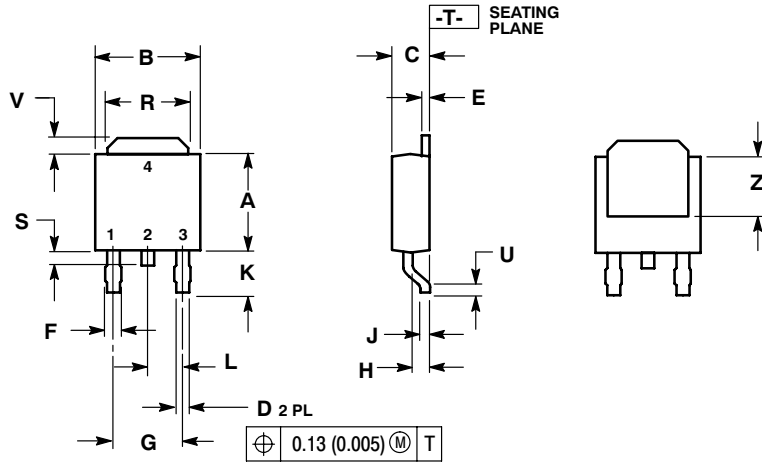 -T- SEATING
PLANE
B
C
V
R
E
4
A
Z
S
1 2 3
K
U
F
J
L
H
D 2 PL
G
⌖ 0.13 (0.005) Ⓜ T